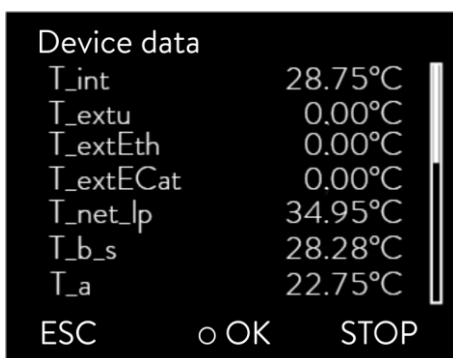 Device data
T_int 28.75°C
T_extu 0.00°C
T_extEth 0.00°C
T_extECat 0.00°C
T_net_lp 34.95°C
T_b_s 28.28°C
T_a 22.75°C
ESC ○ OK STOP